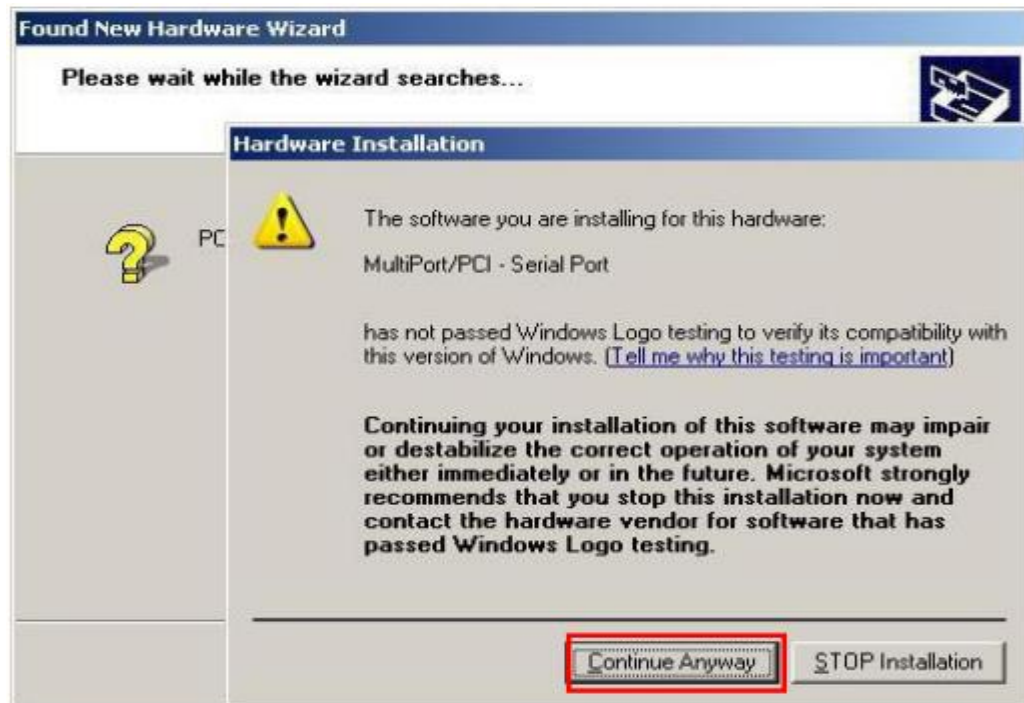 Found New Hardware Wizard
Please wait while the wizard searches...
Hardware Installation
PC
The software you are installing for this hardware:
MultiPort/PCI - Serial Port
has not passed Windows Logo testing to verify its compatibility with
this version of Windows. (Tell me why this testing is important)
Continuing your installation of this software may impair
or destabilize the correct operation of your system
either immediately or in the future. Microsoft strongly
recommends that you stop this installation now and
contact the hardware vendor for software that has
passed Windows Logo testing.
Continue Anyway
STOP Installation